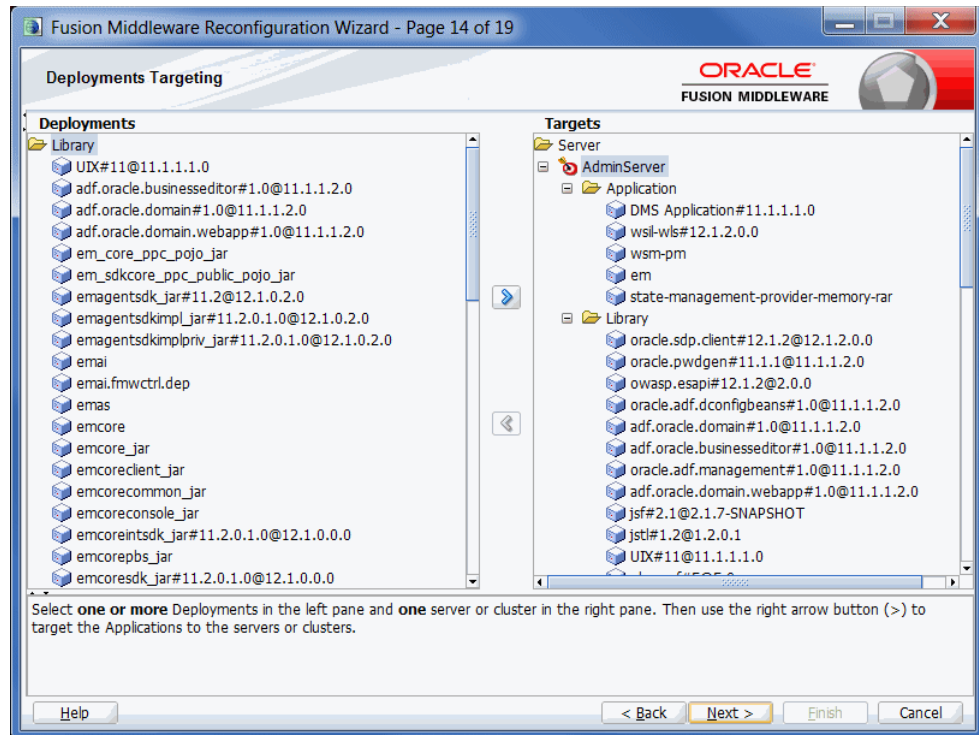 Fusion Middleware Reconfiguration Wizard - Page 14 of 19
Deployments Targeting
ORACLE
FUSION MIDDLEWARE
Deployments
Library
UIX#11@11.1.1.1.0
adf.oracle.businesseditor#1.0@11.1.1.2.0
adf.oracle.domain#1.0@11.1.1.2.0
adf.oracle.domain.webapp#1.0@11.1.1.2.0
em_core_ppc_pojo_jar
em_sdkcore_ppc_public_pojo_jar
emagentsdk_jar#11.2@12.1.0.2.0
emagentsdkimpl_jar#11.2.0.1.0@12.1.0.2.0
emagentsdkimplpriv_jar#11.2.0.1.0@12.1.0.2.0
emai
emai.fmwctrl.dep
emas
emcore
emcore_jar
emcoreclient_jar
emcorecommon_jar
emcoreconsole_jar
emcoreintsdk_jar#11.2.0.1.0@12.1.0.0.0
emcorepbs_jar
emcoresdk_jar#11.2.0.1.0@12.1.0.0.0
Targets
Server
AdminServer
Application
DMS Application#11.1.1.1.0
wsil-wls#12.1.2.0.0
wsm-pm
em
state-management-provider-memory-rar
Library
oracle.sdp.client#12.1.2@12.1.2.0.0
oracle.pwdgen#11.1.1@11.1.1.2.0
owasp.esapi#12.1.2@2.0.0
oracle.adf.dconfigbeans#1.0@11.1.1.2.0
adf.oracle.domain#1.0@11.1.1.2.0
adf.oracle.businesseditor#1.0@11.1.1.2.0
oracle.adf.management#1.0@11.1.1.2.0
adf.oracle.domain.webapp#1.0@11.1.1.2.0
jsf#2.1@2.1.7-SNAPSHOT
jstl#1.2@1.2.0.1
UIX#11@11.1.1.1.0
Select one or more Deployments in the left pane and one server or cluster in the right pane. Then use the right arrow button (>) to
target the Applications to the servers or clusters.
Help
< Back
Next >
Finish
Cancel